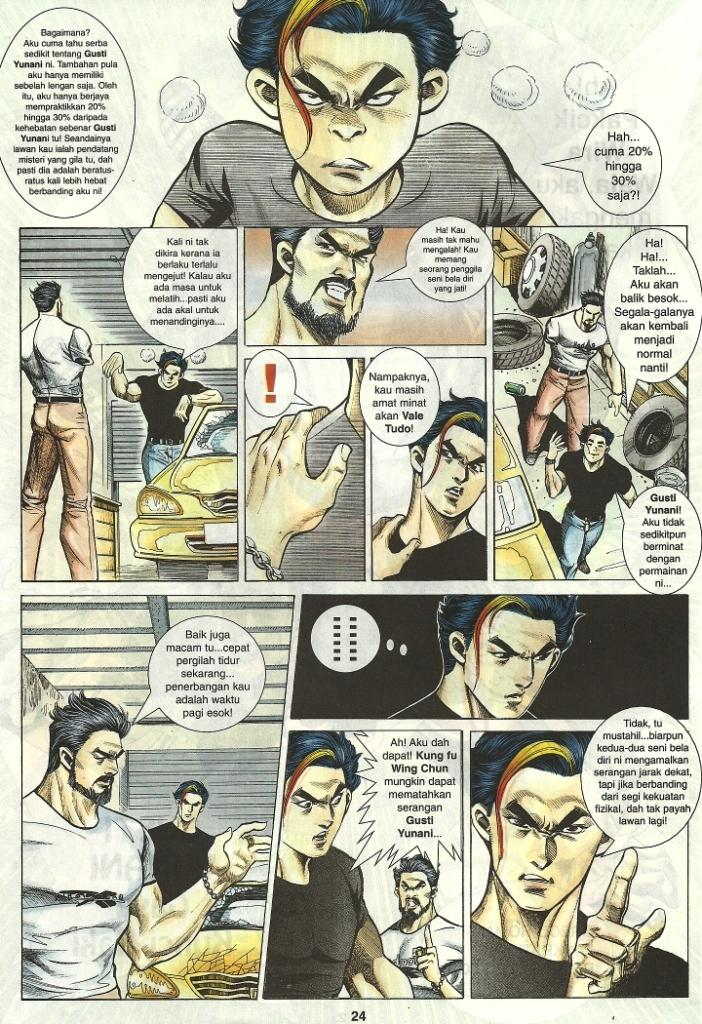 Bagaimana?
Aku cuma tahu serba
sedikit tentang Gusti
Yunani ni. Tambahan pula
aku hanya memiliki
sebelah lengan saja. Oleh
itu, aku hanya berjaya
mempraktikkan 20%
hingga 30% daripada
kehebatan sebenar Gusti
Yunani tu! Seandainya
lawan kau ialah pendatang
misteri yang gila tu, dah
pasti dia adalah beratus-
ratus kali lebih hebat
berbanding aku ni!
Hah...
cuma 20%
hingga
30%
saja?!
Kali ni tak
dikira kerana ia
berlaku terlalu
mengejut! Kalau aku
ada masa untuk
melatih...pasti aku
ada akal untuk
menandinginya....
Ha! Kau
masih tak mahu
mengalah! Kau
memang
seorang penggila
seni bela diri
yang jati!
!
Nampaknya,
kau masih
amat minat
akan Vale
Tudo!
Ha!
Ha!
Taklah...
Aku akan
balik besok...
Segala-galanya
akan kembali
menjadi
normal
nanti!
Gusti
Yunani!
Aku tidak
sedikitpun
berminat
dengan
permainan
ni...
Baik juga
macam tu...cepat
pergilah tidur
sekarang...
penerbangan kau
adalah waktu
pagi esok!
Ah! Aku dah
dapat! Kung fu
Wing Chun
mungkin dapat
mematahkan
serangan
Gusti
Yunani...
Tidak, tu
mustahil...biarpun
kedua-dua seni bela
diri ni mengamalkan
serangan jarak dekat,
tapi jika berbanding
dari segi kekuatan
fizikal, dah tak payah
lawan lagi!
24